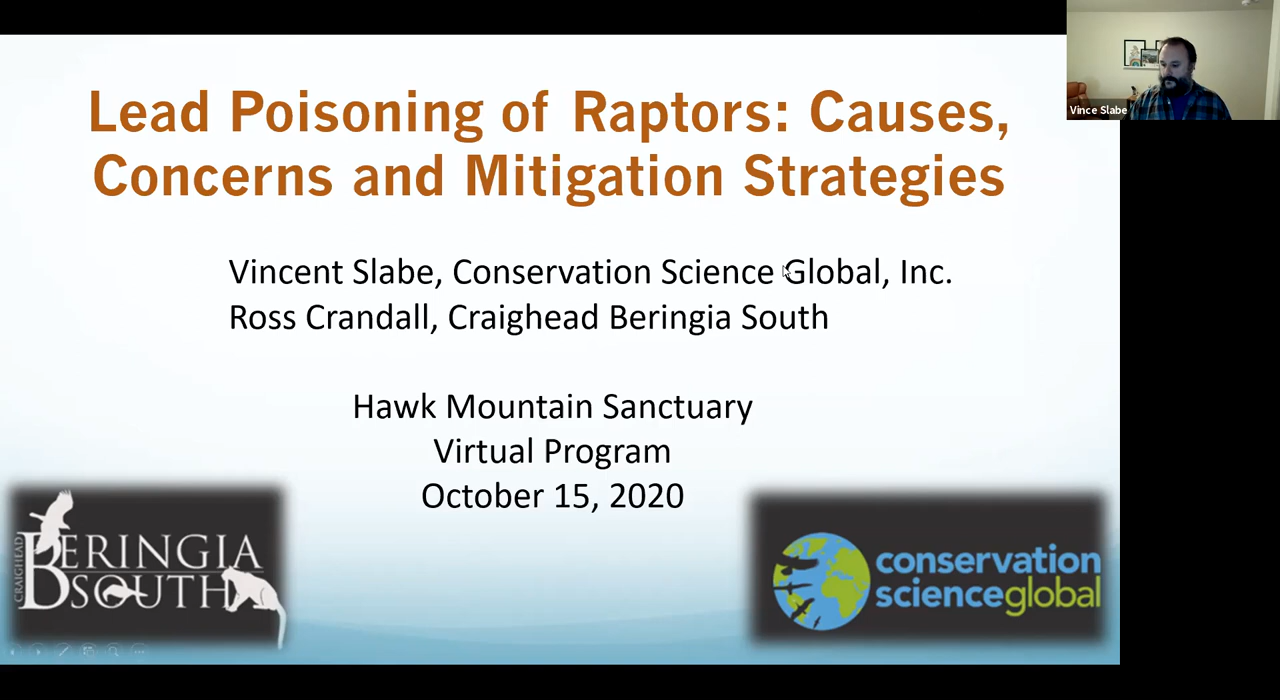 Lead Poisoning of Raptors: Causes,
Concerns and Mitigation Strategies
Vince Slabe
Vincent Slabe, Conservation Science Global, Inc.
Ross Crandall, Craighead Beringia South
Hawk Mountain Sanctuary
Virtual Program
October 15, 2020
CRAIGHEAD
BERINGIA
SOUTH
conservation
scienceglobal